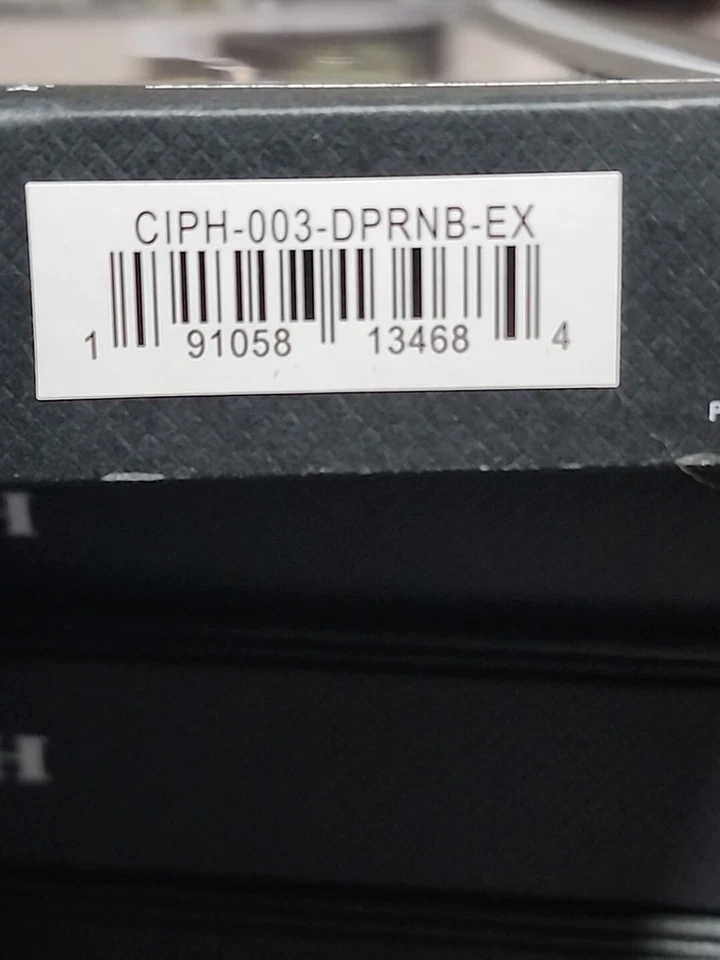 CIPH-003-DPRNB-EX
1 91058 13468 4
H
H